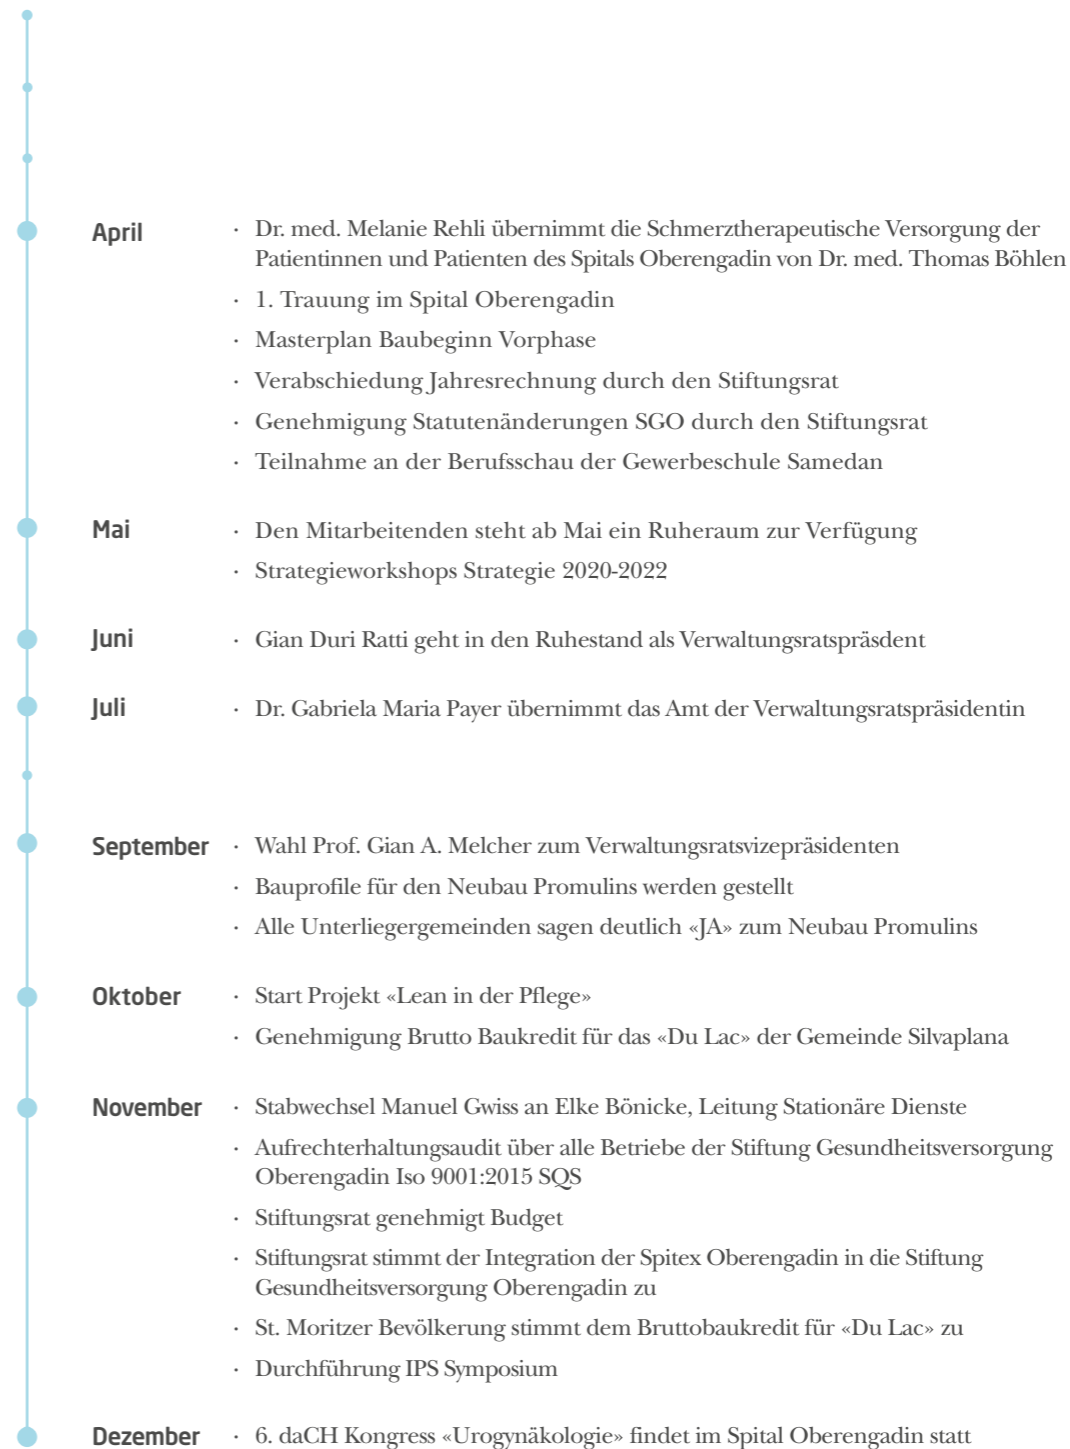 April
· Dr. med. Melanie Rehli übernimmt die Schmerztherapeutische Versorgung der
Patientinnen und Patienten des Spitals Oberengadin von Dr. med. Thomas Böhlen
· 1. Trauung im Spital Oberengadin
· Masterplan Baubeginn Vorphase
· Verabschiedung Jahresrechnung durch den Stiftungsrat
· Genehmigung Statutenänderungen SGO durch den Stiftungsrat
· Teilnahme an der Berufsschau der Gewerbeschule Samedan
Mai
· Den Mitarbeitenden steht ab Mai ein Ruheraum zur Verfügung
· Strategieworkshops Strategie 2020-2022
Juni
· Gian Duri Ratti geht in den Ruhestand als Verwaltungsratspräsdent
Juli
· Dr. Gabriela Maria Payer übernimmt das Amt der Verwaltungsratspräsidentin
September
· Wahl Prof. Gian A. Melcher zum Verwaltungsratsvizepräsidenten
· Bauprofile für den Neubau Promulins werden gestellt
· Alle Unterliegergemeinden sagen deutlich «JA» zum Neubau Promulins
Oktober
· Start Projekt «Lean in der Pflege»
· Genehmigung Brutto Baukredit für das «Du Lac» der Gemeinde Silvaplana
November
· Stabwechsel Manuel Gwiss an Elke Bönicke, Leitung Stationäre Dienste
· Aufrechterhaltungsaudit über alle Betriebe der Stiftung Gesundheitsversorgung
Oberengadin Iso 9001:2015 SQS
· Stiftungsrat genehmigt Budget
· Stiftungsrat stimmt der Integration der Spitex Oberengadin in die Stiftung
Gesundheitsversorgung Oberengadin zu
· St. Moritzer Bevölkerung stimmt dem Bruttobaukredit für «Du Lac» zu
· Durchführung IPS Symposium
Dezember
· 6. daCH Kongress «Urogynäkologie» findet im Spital Oberengadin statt